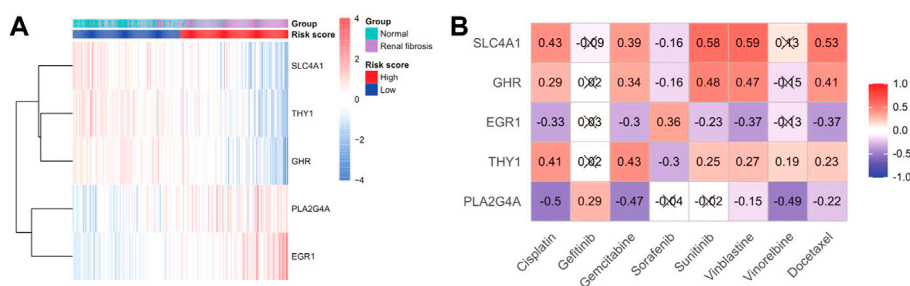 A
Group
Risk score
4
2
0
−2
−4
Group
Normal
Renal fibrosis
Risk score
High
Low
SLC4A1
THY1
GHR
PLA2G4A
EGR1
B
SLC4A1 0.43 -0.09 0.39 -0.16 0.58 0.59 0.13 0.53
GHR 0.29 0.02 0.34 -0.16 0.48 0.47 -0.15 0.41
EGR1 -0.33 0.03 -0.3 0.36 -0.23 -0.37 -0.13 -0.37
THY1 0.41 0.02 0.43 -0.3 0.25 0.27 0.19 0.23
PLA2G4A -0.5 0.29 -0.47 -0.04 -0.02 -0.15 -0.49 -0.22
Cisplatin Gefitinib Gemcitabine Sorafenib Sunitinib Vinblastine Vinorelbine Docetaxel
1.0
0.5
0.0
-0.5
-1.0